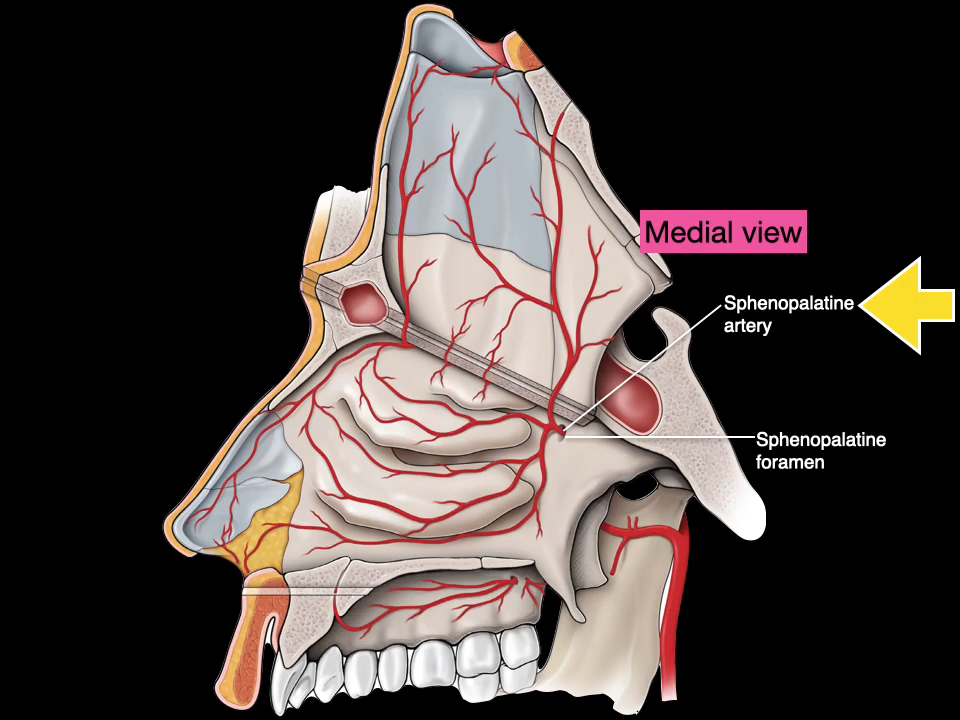 Medial view
Sphenopalatine
artery
Sphenopalatine
foramen